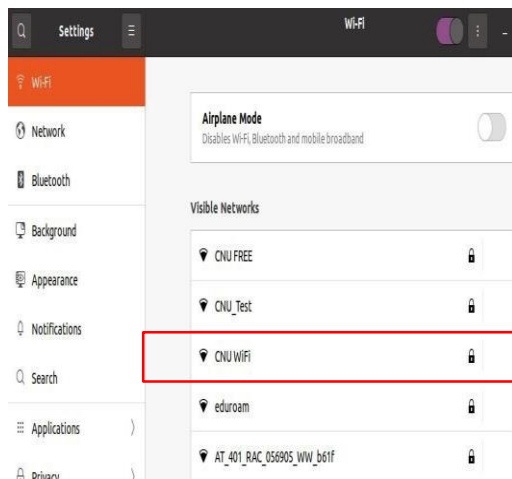 Settings
Wi-Fi
Wi-Fi
Network
Bluetooth
Background
Appearance
Notifications
Search
Applications
Privacy
Airplane Mode
Disables Wi-Fi, Bluetooth and mobile broadband
Visible Networks
CNU FREE
CNU_Test
CNU WiFi
eduroam
AT_401_RAC_056905_WW_b61f